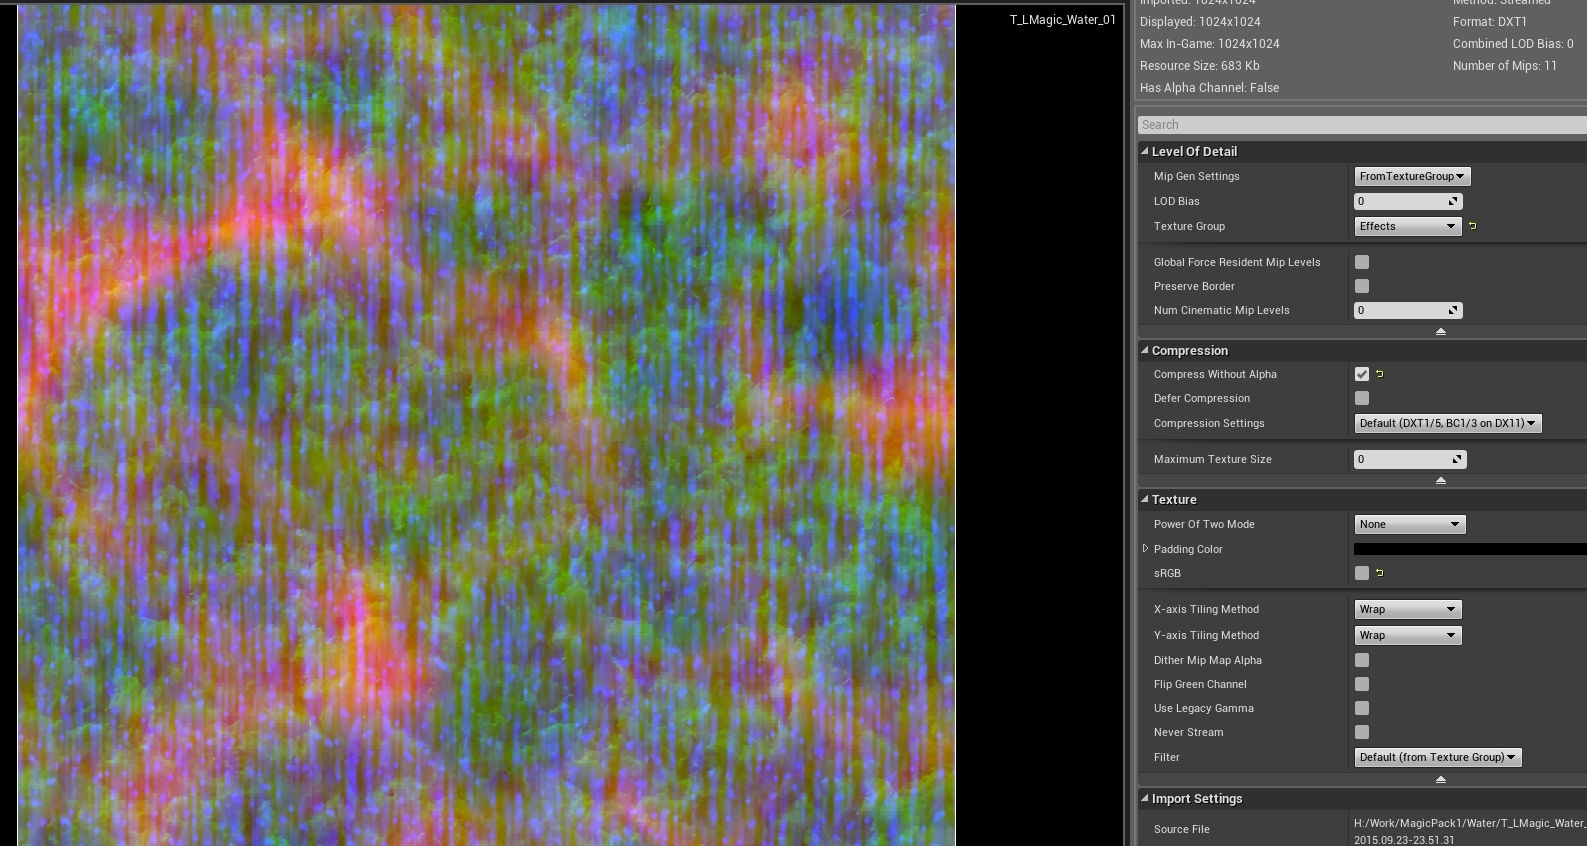 T_LMagic_Water_01
Imported: 1024x1024
Method: Streamed
Displayed: 1024x1024
Format: DXT1
Max In-Game: 1024x1024
Combined LOD Bias: 0
Resource Size: 683 Kb
Number of Mips: 11
Has Alpha Channel: False
Search
Level Of Detail
Mip Gen Settings
FromTextureGroup
LOD Bias
0
Texture Group
Effects
Global Force Resident Mip Levels
Preserve Border
Num Cinematic Mip Levels
0
Compression
Compress Without Alpha
Defer Compression
Compression Settings
Default (DXT1/5, BC1/3 on DX11)
Maximum Texture Size
0
Texture
Power Of Two Mode
None
Padding Color
sRGB
X-axis Tiling Method
Wrap
Y-axis Tiling Method
Wrap
Dither Mip Map Alpha
Flip Green Channel
Use Legacy Gamma
Never Stream
Filter
Default (from Texture Group)
Import Settings
Source File
H:/Work/MagicPack1/Water/T_LMagic_Water_
2015.09.23-23.51.31